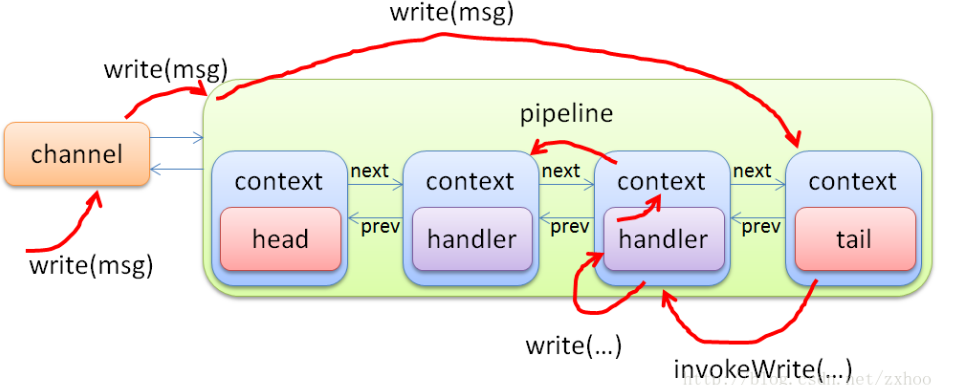 write(msg)
write(msg)
pipeline
channel
context
next
context
next
context
next
context
prev
prev
prev
head
handler
handler
tail
write(msg)
write(...)
invokeWrite(...)
http://blog.csdn.net/zxhoo